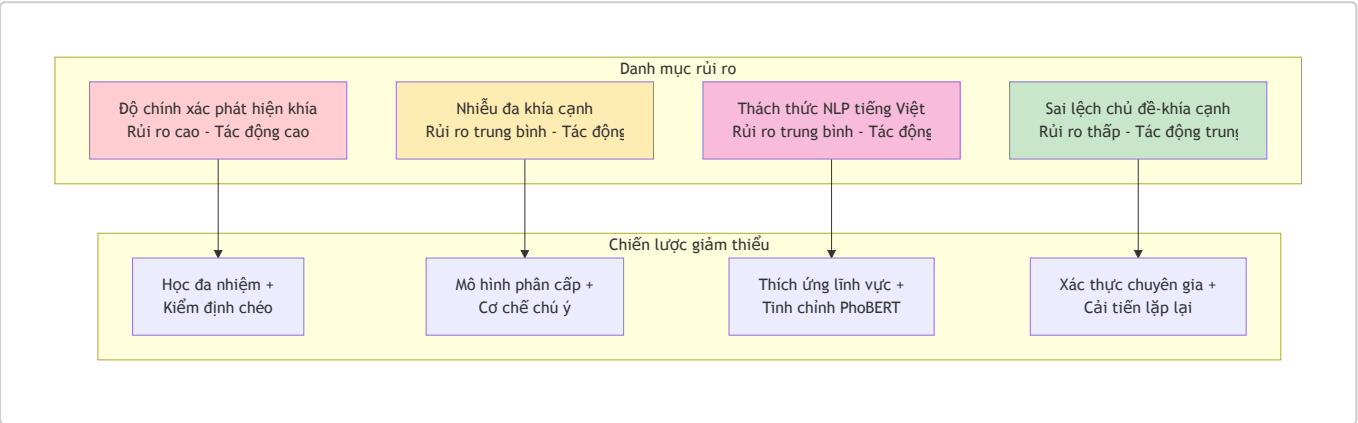 Danh mục rủi ro
Độ chính xác phát hiện khía
Rủi ro cao - Tác động cao
Nhiễu đa khía cạnh
Rủi ro trung bình - Tác động
Thách thức NLP tiếng Việt
Rủi ro trung bình - Tác động
Sai lệch chủ đề-khía cạnh
Rủi ro thấp - Tác động trung
Chiến lược giảm thiểu
Học đa nhiệm +
Kiểm định chéo
Mô hình phân cấp +
Cơ chế chú ý
Thích ứng lĩnh vực +
Tinh chỉnh PhoBERT
Xác thực chuyên gia +
Cải tiến lặp lại